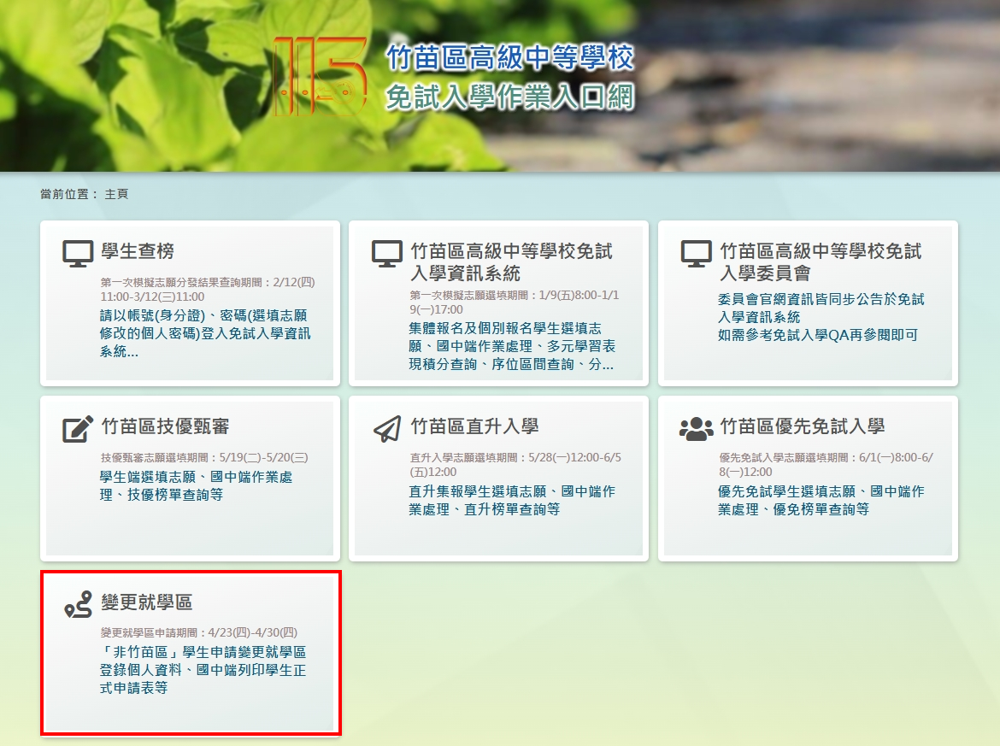 115
竹苗區高級中等學校
免試入學作業入口網
當前位置： 主頁
學生查榜
第一次模擬志願分發結果查詢期間：2/12(四)
11:00-3/12(三)11:00
請以帳號(身分證)、密碼(選填志願
修改的個人密碼)登入免試入學資訊
系統...
竹苗區高級中等學校免試
入學資訊系統
第一次模擬志願選填期間：1/9(五)8:00-1/1
9(一)17:00
集體報名及個別報名學生選填志
願、國中端作業處理、多元學習表
現積分查詢、序位區間查詢、分...
竹苗區高級中等學校免試
入學委員會
委員會官網資訊皆同步公告於免試
入學資訊系統
如需參考免試入學QA再參閱即可
竹苗區技優甄審
技優甄審志願選填期間：5/19(二)-5/20(三)
學生端選填志願、國中端作業處
理、技優榜單查詢等
竹苗區直升入學
直升入學志願選填期間：5/28(一)12:00-6/5
(五)12:00
直升集報學生選填志願、國中端作
業處理、直升榜單查詢等
竹苗區優先免試入學
優先免試入學志願選填期間：6/1(一)8:00-6/
8(一)12:00
優先免試學生選填志願、國中端作
業處理、優免榜單查詢等
變更就學區
變更就學區申請期間：4/23(四)-4/30(四)
「非竹苗區」學生申請變更就學區
登錄個人資料、國中端列印學生正
式申請表等